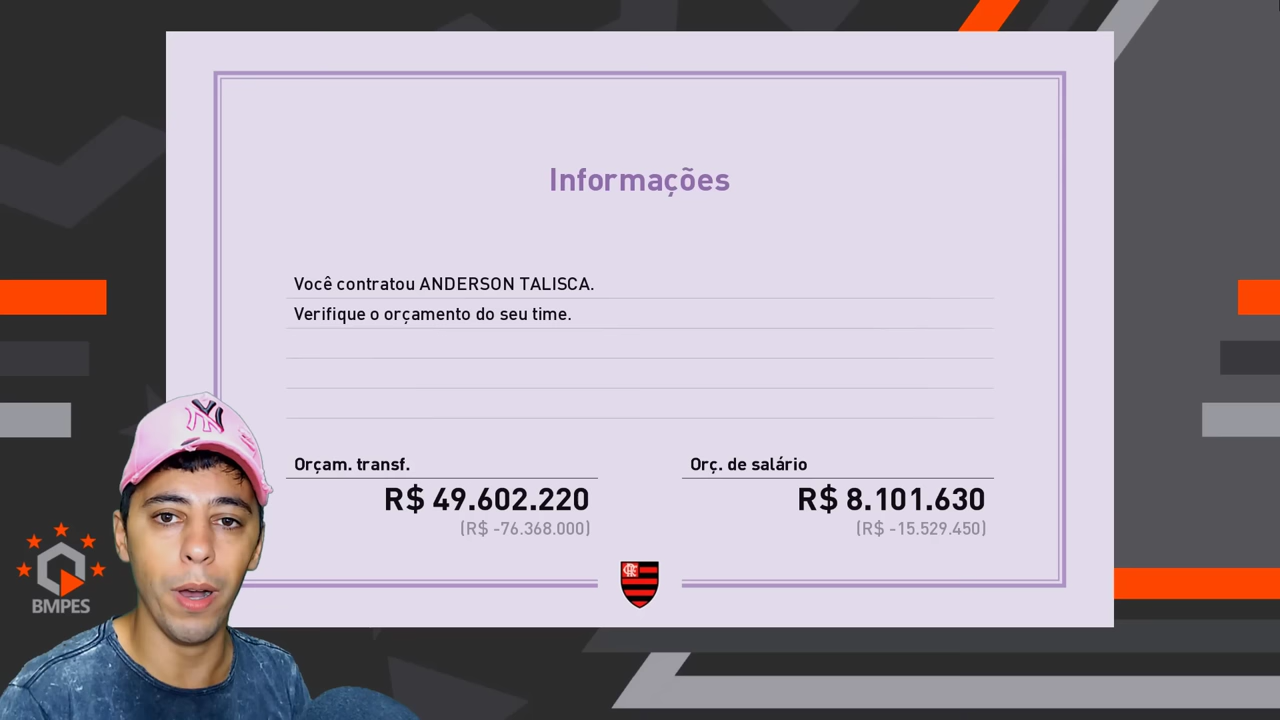 Informações
Você contratou ANDERSON TALISCA.
Verifique o orçamento do seu time.
Orçam. transf.
R$ 49.602.220
(R$ -76.368.000)
Orç. de salário
R$ 8.101.630
(R$ -15.529.450)
NY
BMPES